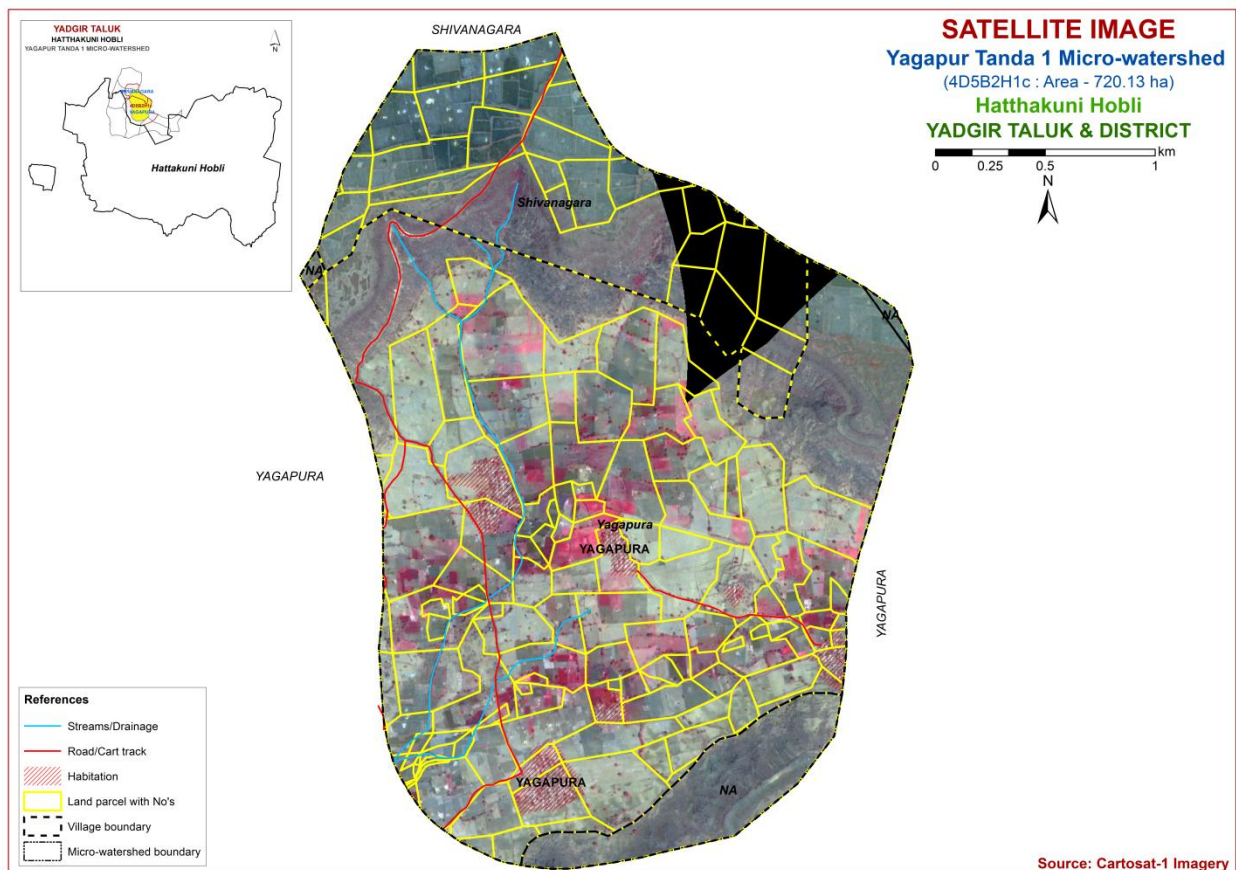 YADGIR TALUK
HATTHAKUNI HOBLI
YAGAPUR TANDA 1 MICRO-WATERSHED
N
YAGAPURA
Hattakuni Hobli
SHIVANAGARA
SATELLITE IMAGE
Yagapur Tanda 1 Micro-watershed
(4D5B2H1c : Area - 720.13 ha)
Hatthakuni Hobli
YADGIR TALUK & DISTRICT
km
0 0.25 0.5 1
N
Shivanagara
NA
NA
YAGAPURA
Yagapura
YAGAPURA
YAGAPURA
YAGAPURA
NA
References
Streams/Drainage
Road/Cart track
Habitation
Land parcel with No's
Village boundary
Micro-watershed boundary
Source: Cartosat-1 Imagery